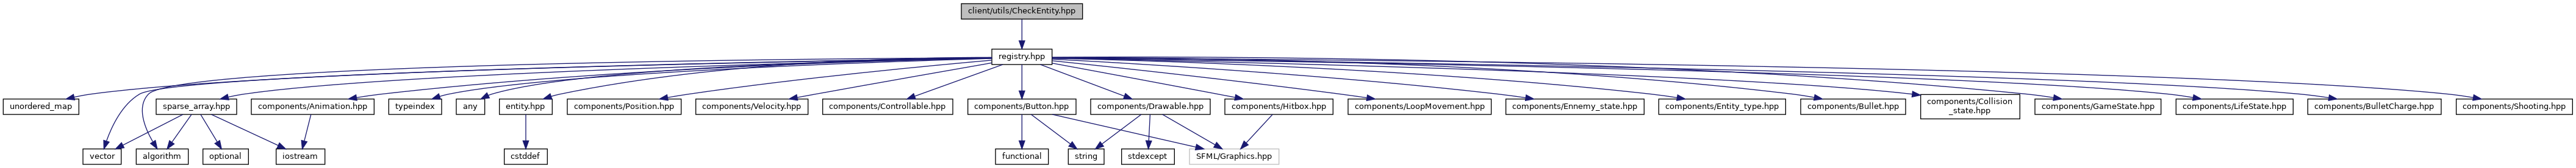 client/utils/CheckEntity.hpp
registry.hpp
unordered_map
sparse_array.hpp
components/Animation.hpp
typeindex
any
entity.hpp
components/Position.hpp
components/Velocity.hpp
components/Controllable.hpp
components/Button.hpp
components/Drawable.hpp
components/Hitbox.hpp
components/LoopMovement.hpp
components/Ennemy_state.hpp
components/Entity_type.hpp
components/Bullet.hpp
components/Collision
_state.hpp
components/GameState.hpp
components/LifeState.hpp
components/BulletCharge.hpp
components/Shooting.hpp
vector
algorithm
optional
iostream
cstddef
functional
string
stdexcept
SFML/Graphics.hpp